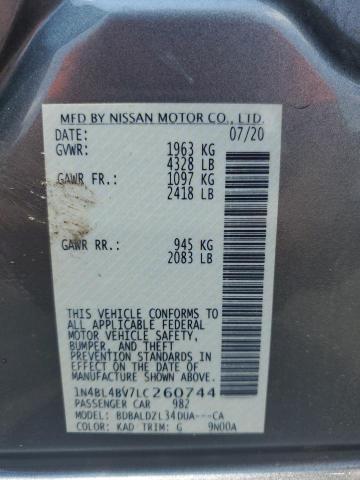 MFD BY NISSAN MOTOR CO., LTD.
DATE: 07/20
GVWR: 1963 KG
4328 LB
GAWR FR.: 1097 KG
2418 LB
GAWR RR.: 945 KG
2083 LB
THIS VEHICLE CONFORMS TO
ALL APPLICABLE FEDERAL
MOTOR VEHICLE SAFETY,
BUMPER, AND THEFT
PREVENTION STANDARDS IN
EFFECT ON THE DATE OF
MANUFACTURE SHOWN ABOVE.
1N4BL4BV7LC260744
PASSENGER CAR 982
MODEL: BDBALDZL34DUA---CA
COLOR: KAD TRIM: G 9N00A